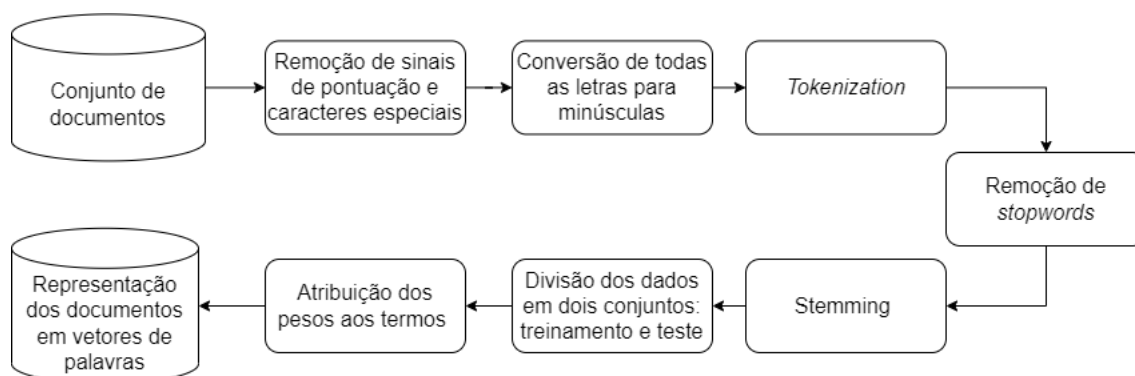 Conjunto de
documentos
Remoção de sinais
de pontuação e
caracteres especiais
Conversão de todas
as letras para
minúsculas
Tokenization
Remoção de
stopwords
Stemming
Divisão dos dados
em dois conjuntos:
treinamento e teste
Atribuição dos
pesos aos termos
Representação
dos documentos
em vetores de
palavras